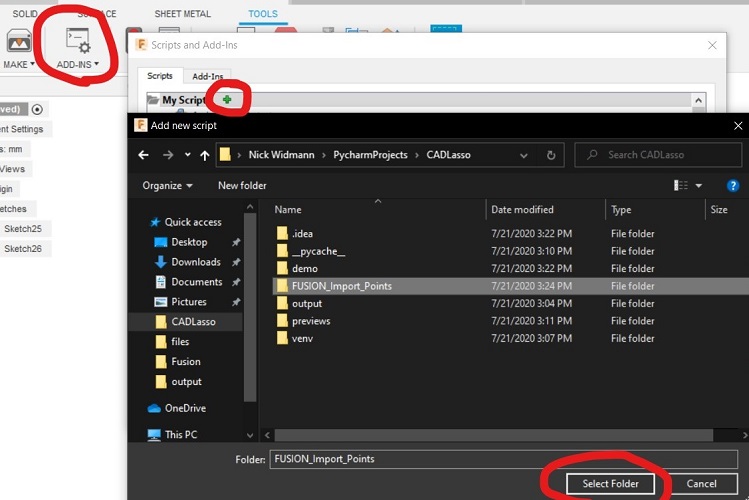 SOLID SURFACE SHEET METAL TOOLS
MAKE ADD-INS
Scripts and Add-Ins
Scripts Add-Ins
My Scrip
Add new script
Nick Widmann PycharmProjects CADLasso Search CADLasso
Organize New folder
Name Date modified Type Size
ved)
ent Settings
s: mm
Views
igin
etches
Sketch25
Sketch26
Quick access
Desktop
Downloads
Documents
Pictures
CADLasso
files
Fusion
output
OneDrive
This PC
.idea 7/21/2020 3:22 PM File folder
__pycache__ 7/21/2020 3:10 PM File folder
demo 7/21/2020 3:22 PM File folder
FUSION_Import_Points 7/21/2020 3:24 PM File folder
output 7/21/2020 3:04 PM File folder
previews 7/21/2020 3:11 PM File folder
venv 7/21/2020 3:07 PM File folder
Folder: FUSION_Import_Points
Select Folder Cancel